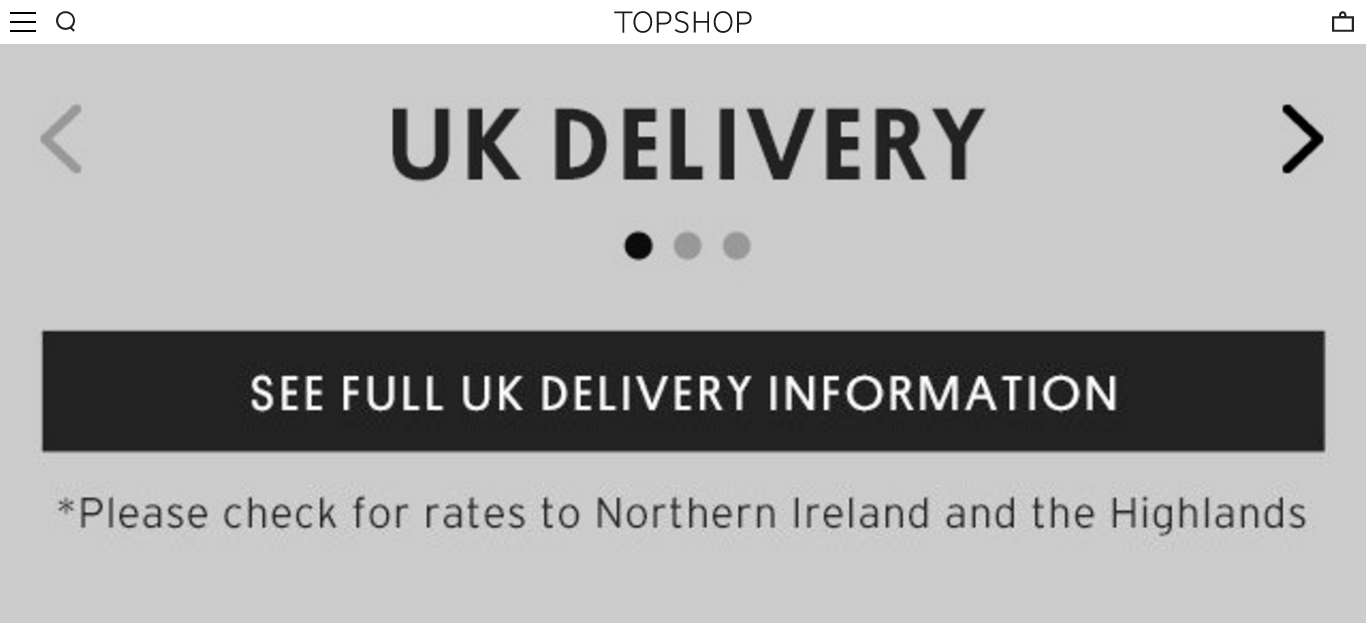 TOPSHOP
UK DELIVERY
SEE FULL UK DELIVERY INFORMATION
*Please check for rates to Northern Ireland and the Highlands